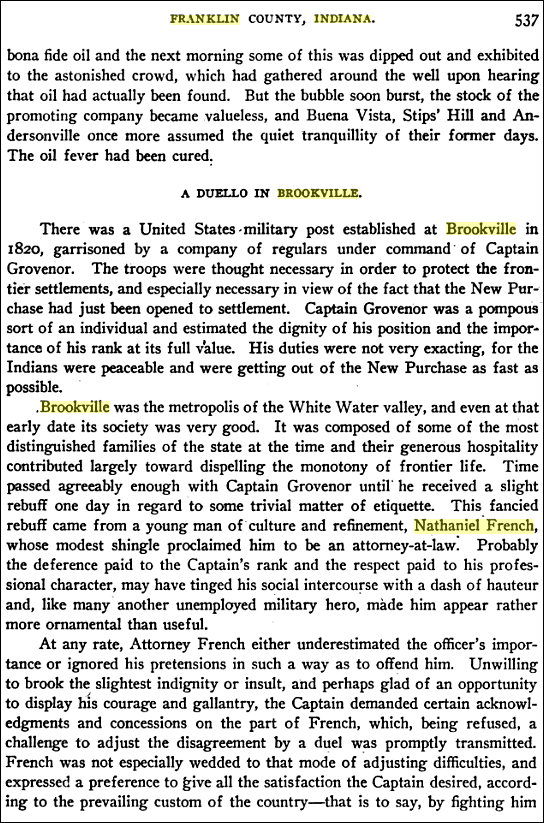 FRANKLIN COUNTY, INDIANA. 537
bona fide oil and the next morning some of this was dipped out and exhibited
to the astonished crowd, which had gathered around the well upon hearing
that oil had actually been found. But the bubble soon burst, the stock of the
promoting company became valueless, and Buena Vista, Stips' Hill and An-
dersonville once more assumed the quiet tranquillity of their former days.
The oil fever had been cured.
A DUELLO IN BROOKVILLE.
There was a United States military post established at Brookville in
1820, garrisoned by a company of regulars under command of Captain
Grovenor. The troops were thought necessary in order to protect the fron-
tier settlements, and especially necessary in view of the fact that the New Pur-
chase had just been opened to settlement. Captain Grovenor was a pompous
sort of an individual and estimated the dignity of his position and the impor-
tance of his rank at its full value. His duties were not very exacting, for the
Indians were peaceable and were getting out of the New Purchase as fast as
possible.
Brookville was the metropolis of the White Water valley, and even at that
early date its society was very good. It was composed of some of the most
distinguished families of the state at the time and their generous hospitality
contributed largely toward dispelling the monotony of frontier life. Time
passed agreeably enough with Captain Grovenor until he received a slight
rebuff one day in regard to some trivial matter of etiquette. This fancied
rebuff came from a young man of culture and refinement, Nathaniel French,
whose modest shingle proclaimed him to be an attorney-at-law. Probably
the deference paid to the Captain's rank and the respect paid to his profes-
sional character, may have tinged his social intercourse with a dash of hauteur
and, like many another unemployed military hero, made him appear rather
more ornamental than useful.
At any rate, Attorney French either underestimated the officer's impor-
tance or ignored his pretensions in such a way as to offend him. Unwilling
to brook the slightest indignity or insult, and perhaps glad of an opportunity
to display his courage and gallantry, the Captain demanded certain acknowl-
edgments and concessions on the part of French, which, being refused, a
challenge to adjust the disagreement by a duel was promptly transmitted.
French was not especially wedded to that mode of adjusting difficulties, and
expressed a preference to give all the satisfaction the Captain desired, accord-
ing to the prevailing custom of the country—that is to say, by fighting him